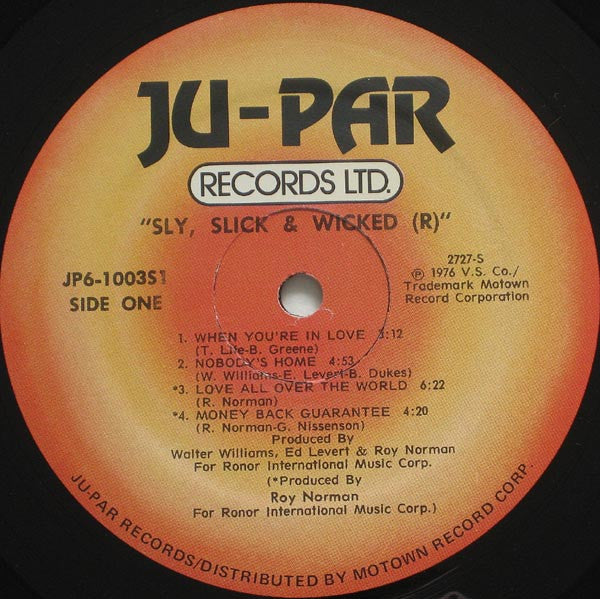 JU-PAR
RECORDS LTD.
"SLY, SLICK & WICKED (R)"
JP6-1003S1
SIDE ONE
2727-S
Ⓟ 1976 V.S. Co./
Trademark Motown
Record Corporation
1. WHEN YOU'RE IN LOVE 3:12
(T. Life-B. Greene)
2. NOBODY'S HOME 4:53
(W. Williams-E. Levert-B. Dukes)
*3. LOVE ALL OVER THE WORLD 6:22
(R. Norman)
*4. MONEY BACK GUARANTEE 4:20
(R. Norman-G. Nissenson)
Produced By
Walter Williams, Ed Levert & Roy Norman
For Ronor International Music Corp.
(*Produced By
Roy Norman
For Ronor International Music Corp.)
JU-PAR RECORDS/DISTRIBUTED BY MOTOWN RECORD CORP.